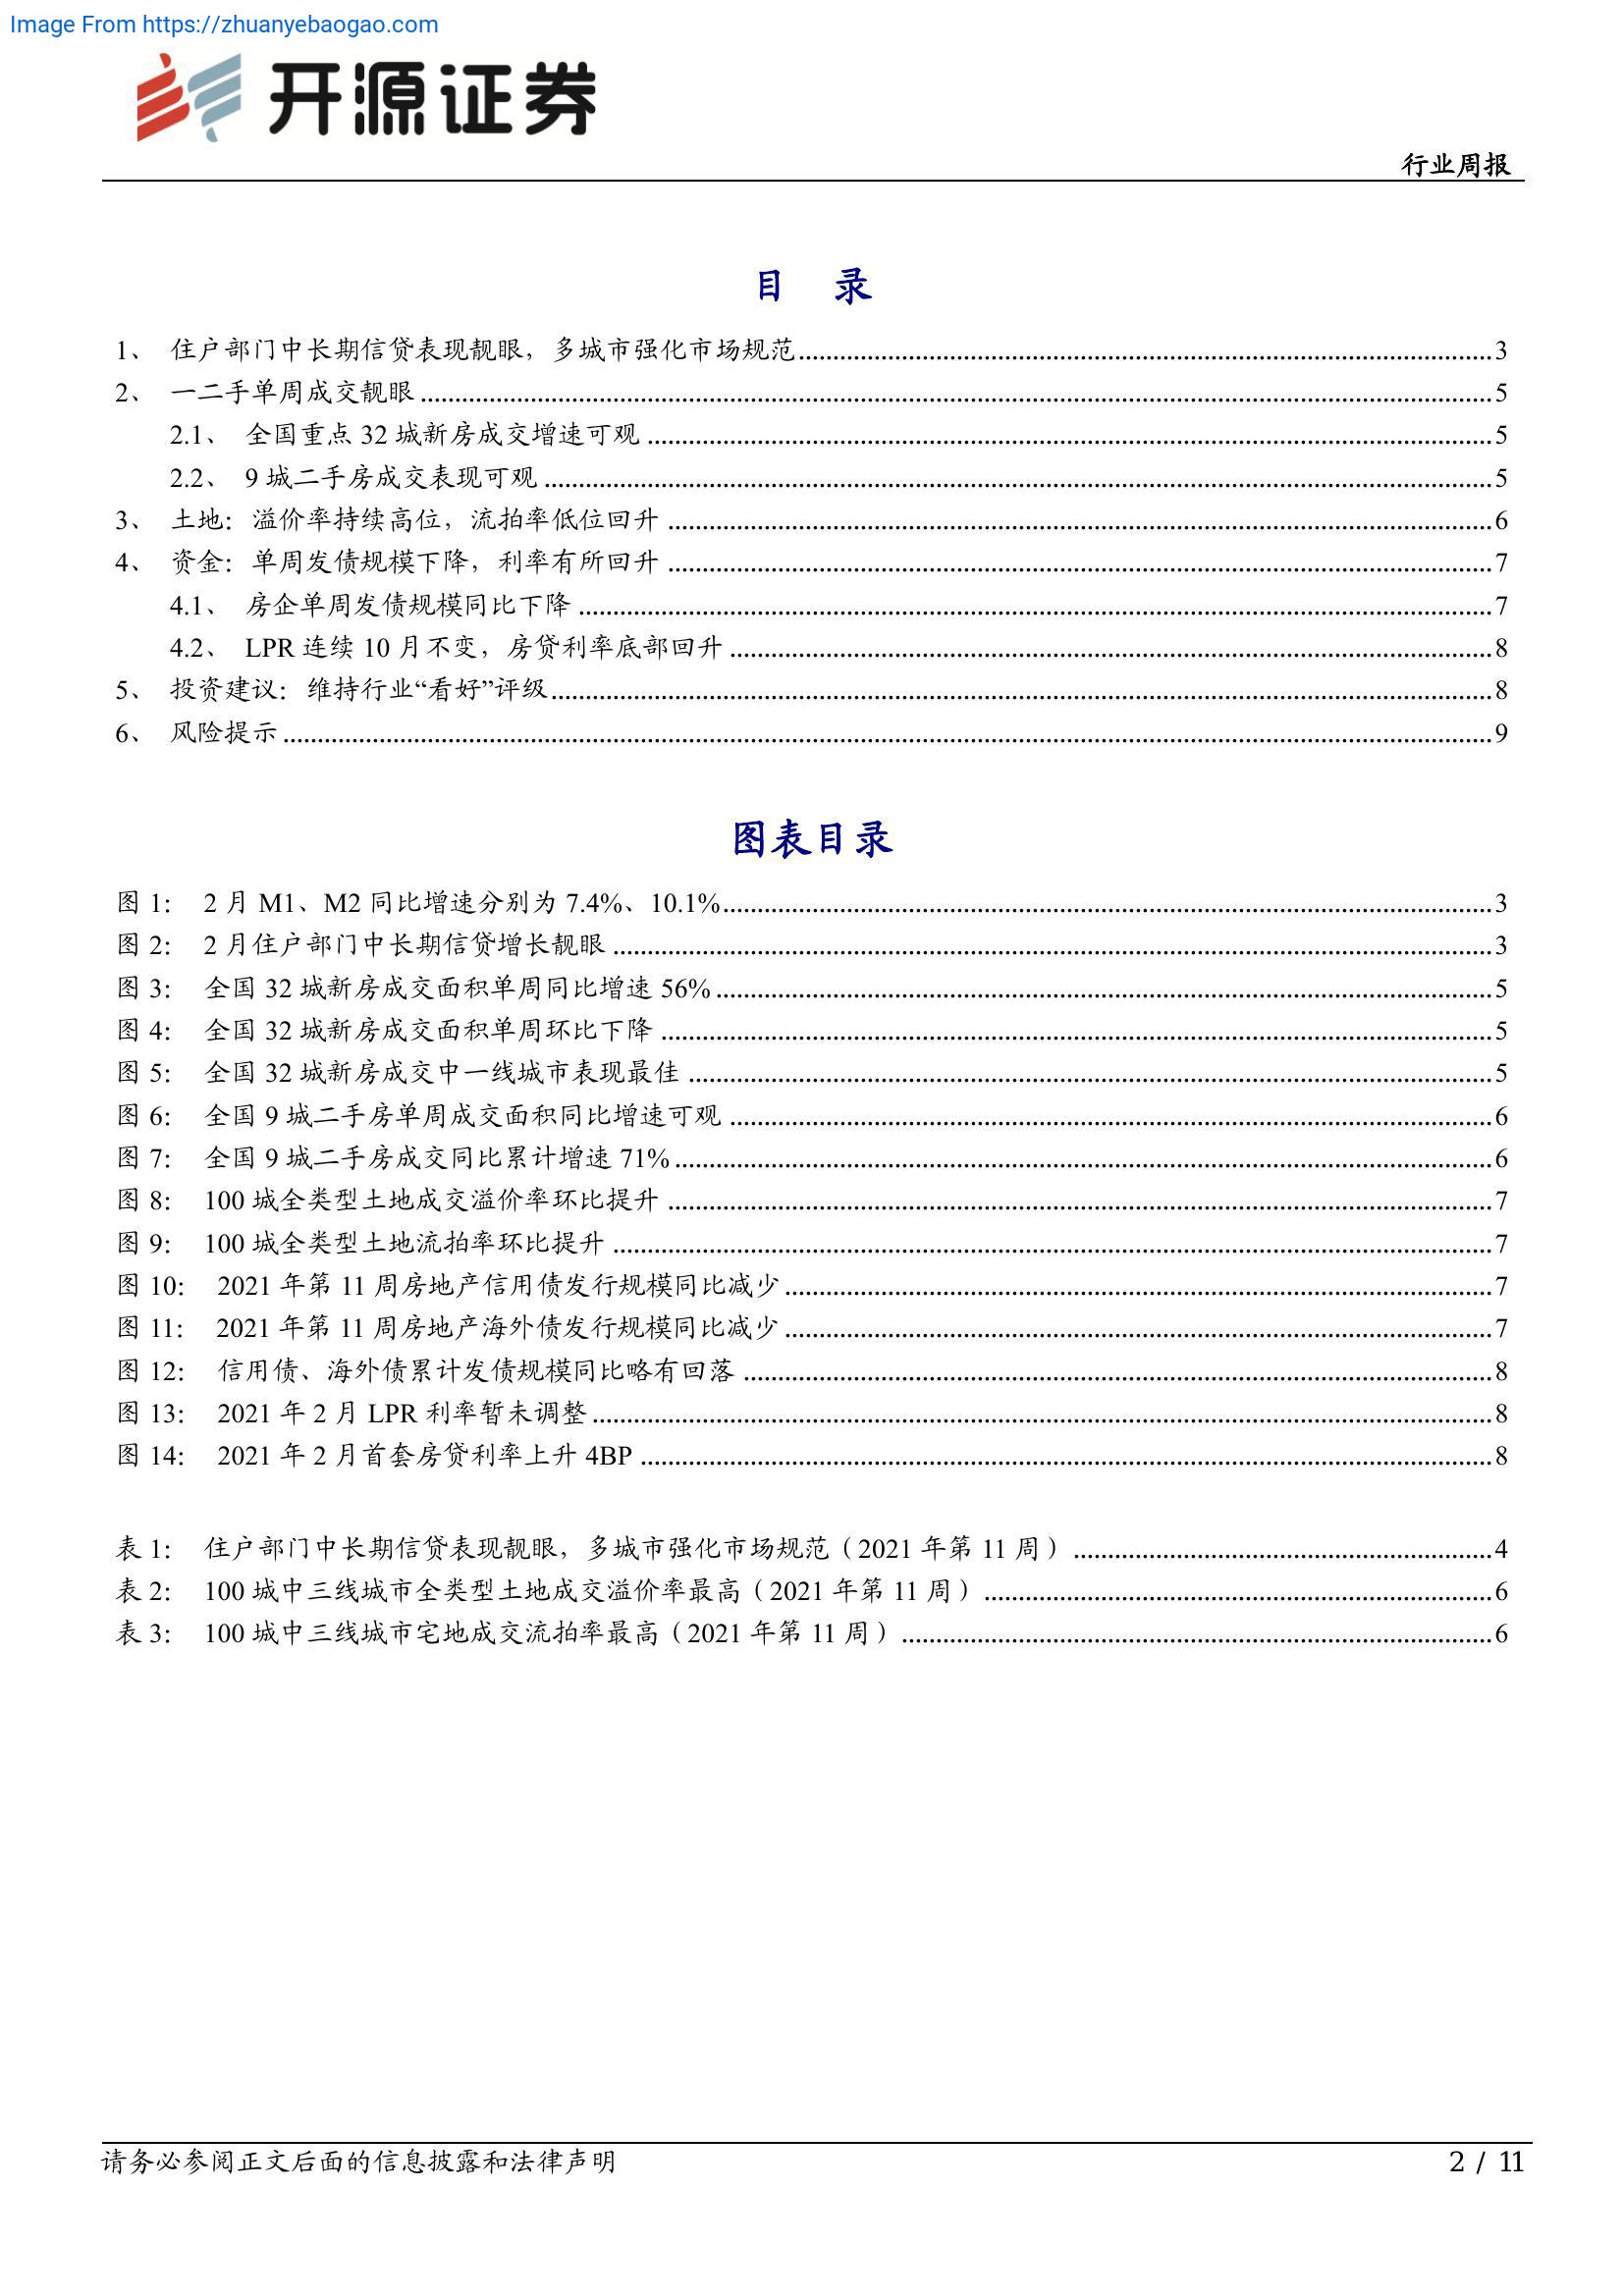 Image From https://zhuanyebaogao.com
开源证券
行业周报
目 录
1、 住户部门中长期信贷表现靓眼，多城市强化市场规范........3
2、 一二手单周成交靓眼........5
2.1、 全国重点 32 城新房成交增速可观........5
2.2、 9 城二手房成交表现可观........5
3、 土地：溢价率持续高位，流拍率低位回升........6
4、 资金：单周发债规模下降，利率有所回升........7
4.1、 房企单周发债规模同比下降........7
4.2、 LPR 连续 10 月不变，房贷利率底部回升........8
5、 投资建议：维持行业“看好”评级........8
6、 风险提示........9
图表目录
图 1： 2 月 M1、M2 同比增速分别为 7.4%、10.1%........3
图 2： 2 月住户部门中长期信贷增长靓眼........3
图 3： 全国 32 城新房成交面积单周同比增速 56%........5
图 4： 全国 32 城新房成交面积单周环比下降........5
图 5： 全国 32 城新房成交中一线城市表现最佳........5
图 6： 全国 9 城二手房单周成交面积同比增速可观........6
图 7： 全国 9 城二手房成交同比累计增速 71%........6
图 8： 100 城全类型土地成交溢价率环比提升........7
图 9： 100 城全类型土地流拍率环比提升........7
图 10： 2021 年第 11 周房地产信用债发行规模同比减少........7
图 11： 2021 年第 11 周房地产海外债发行规模同比减少........7
图 12： 信用债、海外债累计发债规模同比略有回落........8
图 13： 2021 年 2 月 LPR 利率暂未调整........8
图 14： 2021 年 2 月首套房贷利率上升 4BP........8
表 1： 住户部门中长期信贷表现靓眼，多城市强化市场规范（2021 年第 11 周）........4
表 2： 100 城中三线城市全类型土地成交溢价率最高（2021 年第 11 周）........6
表 3： 100 城中三线城市宅地成交流拍率最高（2021 年第 11 周）........6
请务必参阅正文后面的信息披露和法律声明
2 / 11